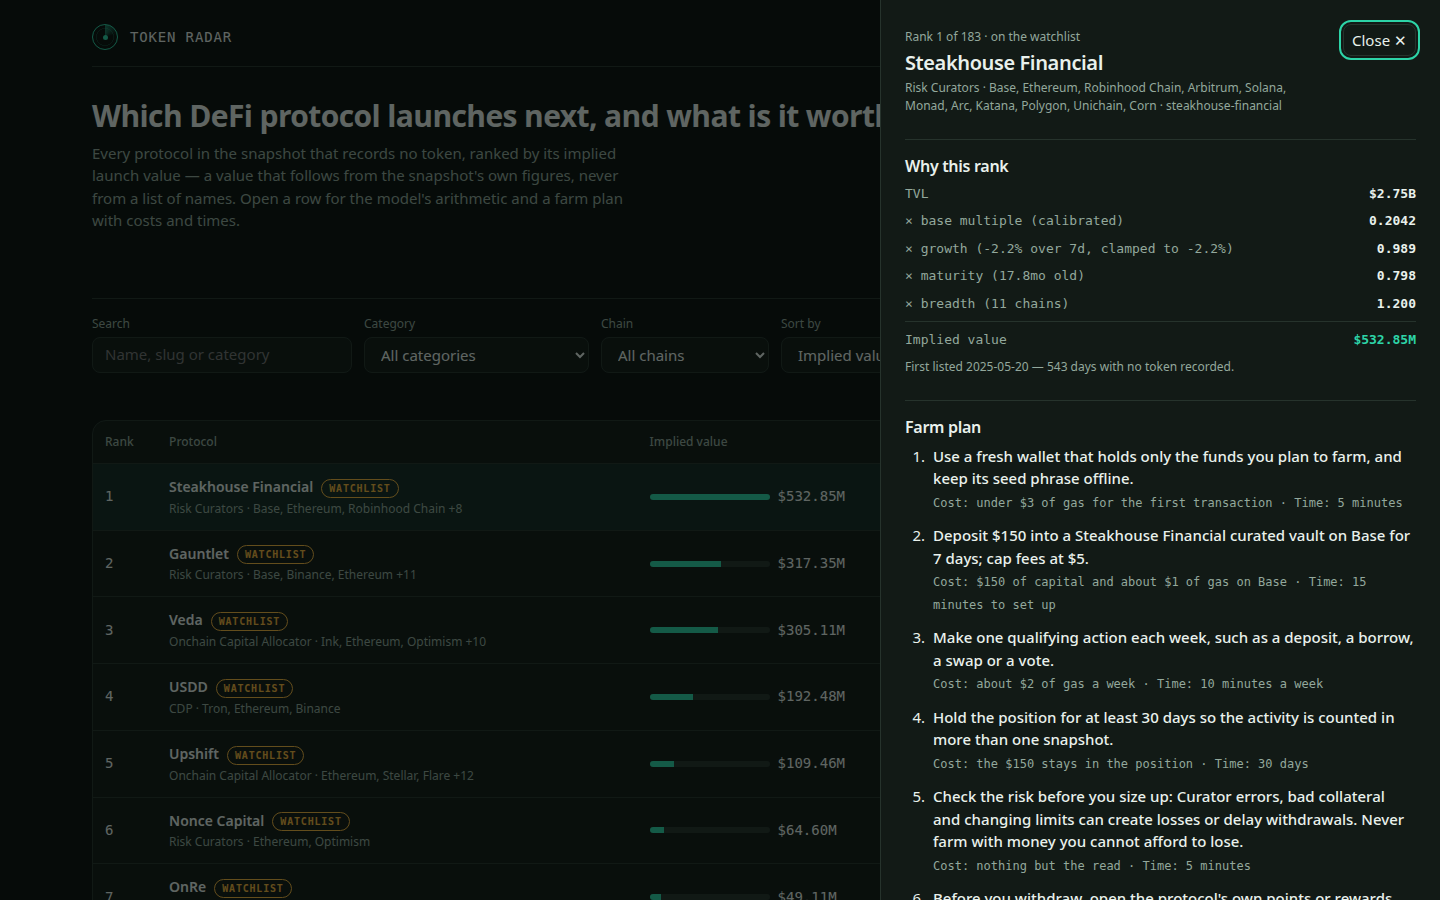 TOKEN RADAR
Which DeFi protocol launches next, and what is it worth
Every protocol in the snapshot that records no token, ranked by its implied
launch value — a value that follows from the snapshot's own figures, never
from a list of names. Open a row for the model's arithmetic and a farm plan
with costs and times.
Search
Category
Chain
Sort by
Name, slug or category
All categories
All chains
Implied valu
Rank
Protocol
Implied value
1
Steakhouse Financial WATCHLIST
Risk Curators · Base, Ethereum, Robinhood Chain +8
$532.85M
2
Gauntlet WATCHLIST
Risk Curators · Base, Binance, Ethereum +11
$317.35M
3
Veda WATCHLIST
Onchain Capital Allocator · Ink, Ethereum, Optimism +10
$305.11M
4
USDD WATCHLIST
CDP · Tron, Ethereum, Binance
$192.48M
5
Upshift WATCHLIST
Onchain Capital Allocator · Ethereum, Stellar, Flare +12
$109.46M
6
Nonce Capital WATCHLIST
Risk Curators · Ethereum, Optimism
$64.60M
7
OnRe WATCHLIST
$49.11M
Rank 1 of 183 · on the watchlist
Close ✕
Steakhouse Financial
Risk Curators · Base, Ethereum, Robinhood Chain, Arbitrum, Solana,
Monad, Arc, Katana, Polygon, Unichain, Corn · steakhouse-financial
Why this rank
TVL $2.75B
× base multiple (calibrated) 0.2042
× growth (-2.2% over 7d, clamped to -2.2%) 0.989
× maturity (17.8mo old) 0.798
× breadth (11 chains) 1.200
Implied value $532.85M
First listed 2025-05-20 — 543 days with no token recorded.
Farm plan
1. Use a fresh wallet that holds only the funds you plan to farm, and
keep its seed phrase offline.
Cost: under $3 of gas for the first transaction · Time: 5 minutes
2. Deposit $150 into a Steakhouse Financial curated vault on Base for
7 days; cap fees at $5.
Cost: $150 of capital and about $1 of gas on Base · Time: 15
minutes to set up
3. Make one qualifying action each week, such as a deposit, a borrow,
a swap or a vote.
Cost: about $2 of gas a week · Time: 10 minutes a week
4. Hold the position for at least 30 days so the activity is counted in
more than one snapshot.
Cost: the $150 stays in the position · Time: 30 days
5. Check the risk before you size up: Curator errors, bad collateral
and changing limits can create losses or delay withdrawals. Never
farm with money you cannot afford to lose.
Cost: nothing but the read · Time: 5 minutes
6. Before you withdraw, open the protocol's own points or rewards